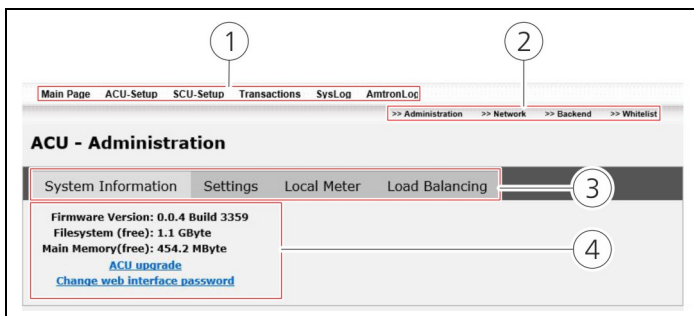 1 2
Main Page ACU-Setup SCU-Setup Transactions SysLog AmtronLog
>> Administration >> Network >> Backend >> Whitelist
ACU - Administration
System Information Settings Local Meter Load Balancing 3
Firmware Version: 0.0.4 Build 3359
Filesystem (free): 1.1 GByte
Main Memory(free): 454.2 MByte 4
ACU upgrade
Change web interface password